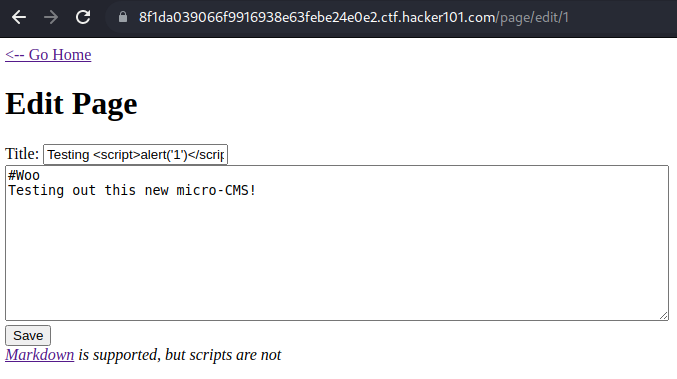 8f1da039066f9916938e63febe24e0e2.ctf.hacker101.com/page/edit/1
<-- Go Home
Edit Page
Title: Testing <script>alert('1')</scrip
#Woo
Testing out this new micro-CMS!
Save
Markdown is supported, but scripts are not